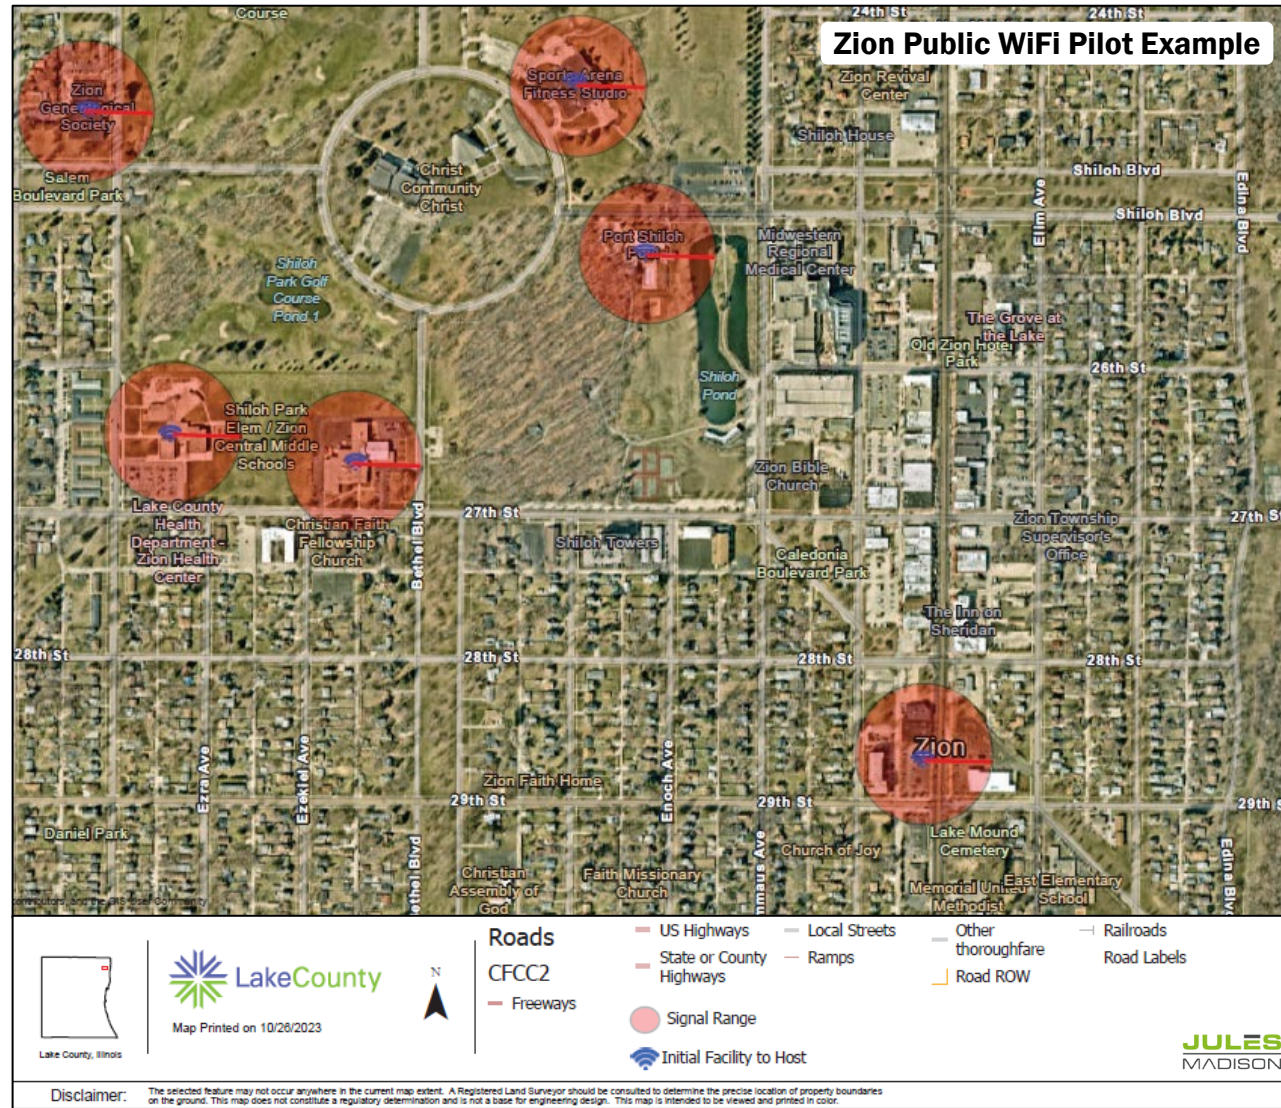 Course
24th St
24th St
Zion Public WiFi Pilot Example
Zion
Genealogical
Society
Sports Arena
Fitness Studio
Zion Revival
Center
Shiloh House
Salem
Boulevard Park
Christ
Community
Christ
Shiloh Blvd
Elim Ave
Edina Blvd
Shiloh Blvd
Port Shiloh
Midwestern
Regional
Medical Center
Shiloh
Park Golf
Course
Pond 1
The Grove at
the Lake
Old Zion Hotel
Park
26th St
Shiloh
Pond
Shiloh Park
Elem / Zion
Central Middle
Schools
Zion Bible
Church
Lake County
Health
Department -
Zion Health
Center
Christian Faith
Fellowship
Church
Bethel Blvd
27th St
Shiloh Towers
Zion Township
Supervisor's
Office
27th S
Caledonia
Boulevard Park
The Inn on
Sheridan
28th St
28th St
28th St
28th St
Zion
Ezra Ave
Ezekiel Ave
Zion Faith Home
Enoch Ave
29th St
29th St
29th S
Daniel Park
ethel Blvd
mmaus Ave
Church of Joy
Lake Mound
Cemetery
Edina Blv
Christian
Assembly of
God
Faith Missionary
Church
Memorial United
Methodist
East Elementary
School
contributors, and the GIS User Community
Lake County, Illinois
LakeCounty
Map Printed on 10/26/2023
N
Roads
CFCC2
Freeways
US Highways
State or County
Highways
Local Streets
Ramps
Other
thoroughfare
Road ROW
Railroads
Road Labels
Signal Range
Initial Facility to Host
JULES
MADISON
Disclaimer:
The selected feature may not occur anywhere in the current map extent. A Registered Land Surveyor should be consulted to determine the precise location of property boundaries
on the ground. This map does not constitute a regulatory determination and is not a base for engineering design. This map is intended to be viewed and printed in color.